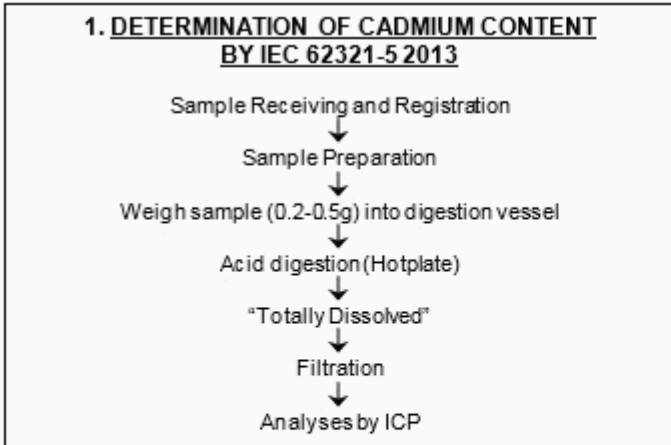 1. DETERMINATION OF CADMIUM CONTENT
BY IEC 62321-5 2013
Sample Receiving and Registration
Sample Preparation
Weigh sample (0.2-0.5g) into digestion vessel
Acid digestion (Hotplate)
“Totally Dissolved”
Filtration
Analyses by ICP